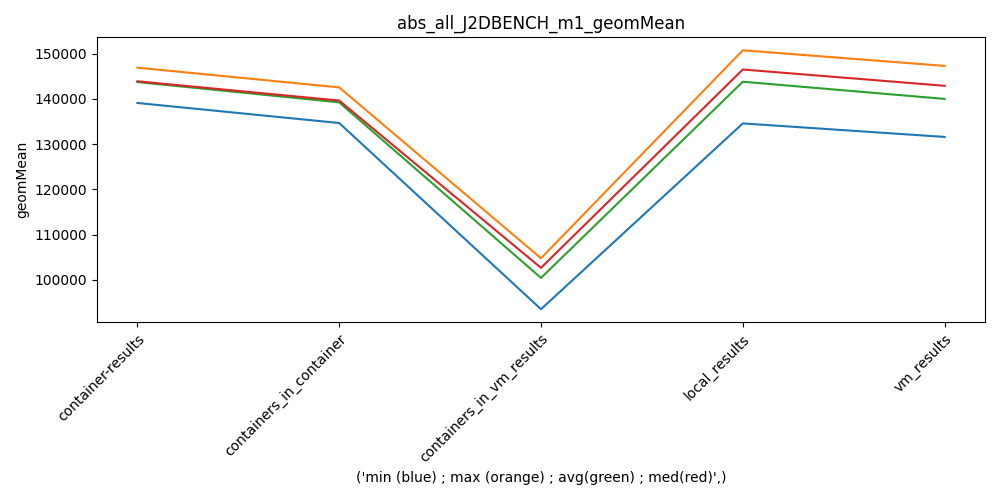 abs_all_J2DBENCH_m1_geomMean
geomMean
150000
140000
130000
120000
110000
100000
container-results
containers_in_container
containers_in_vm_results
local_results
vm_results
('min (blue) ; max (orange) ; avg(green) ; med(red)',)